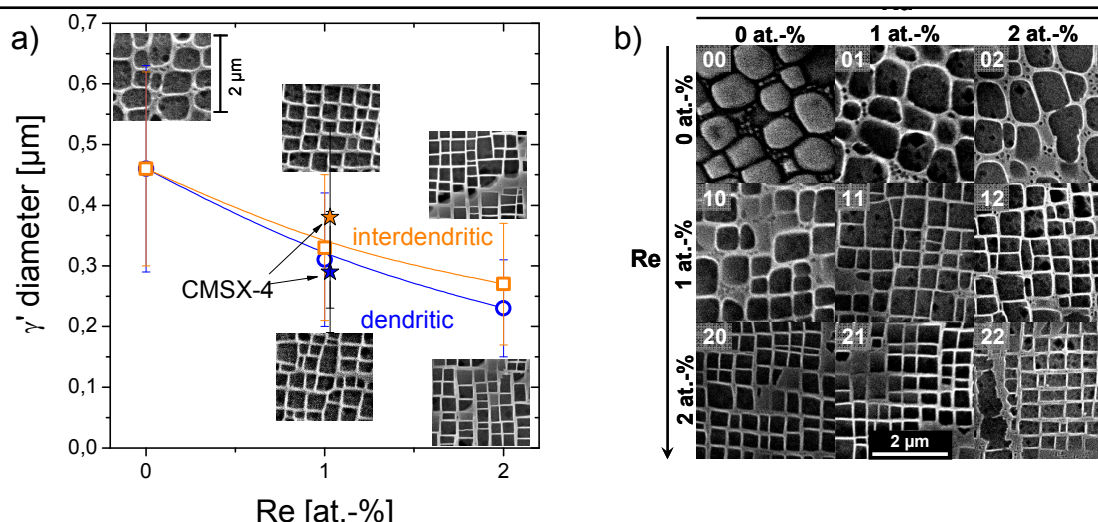 a)
0,7
0,6
0,5
0,4
0,3
0,2
0,1
0,0
γ' diameter [µm]
2 µm
interdendritic
CMSX-4
dendritic
0
1
2
Re [at.-%]
b)
0 at.-% 1 at.-% 2 at.-%
Re
0 at.-%
1 at.-%
2 at.-%
00 01 02
10 11 12
20 21 22
2 µm